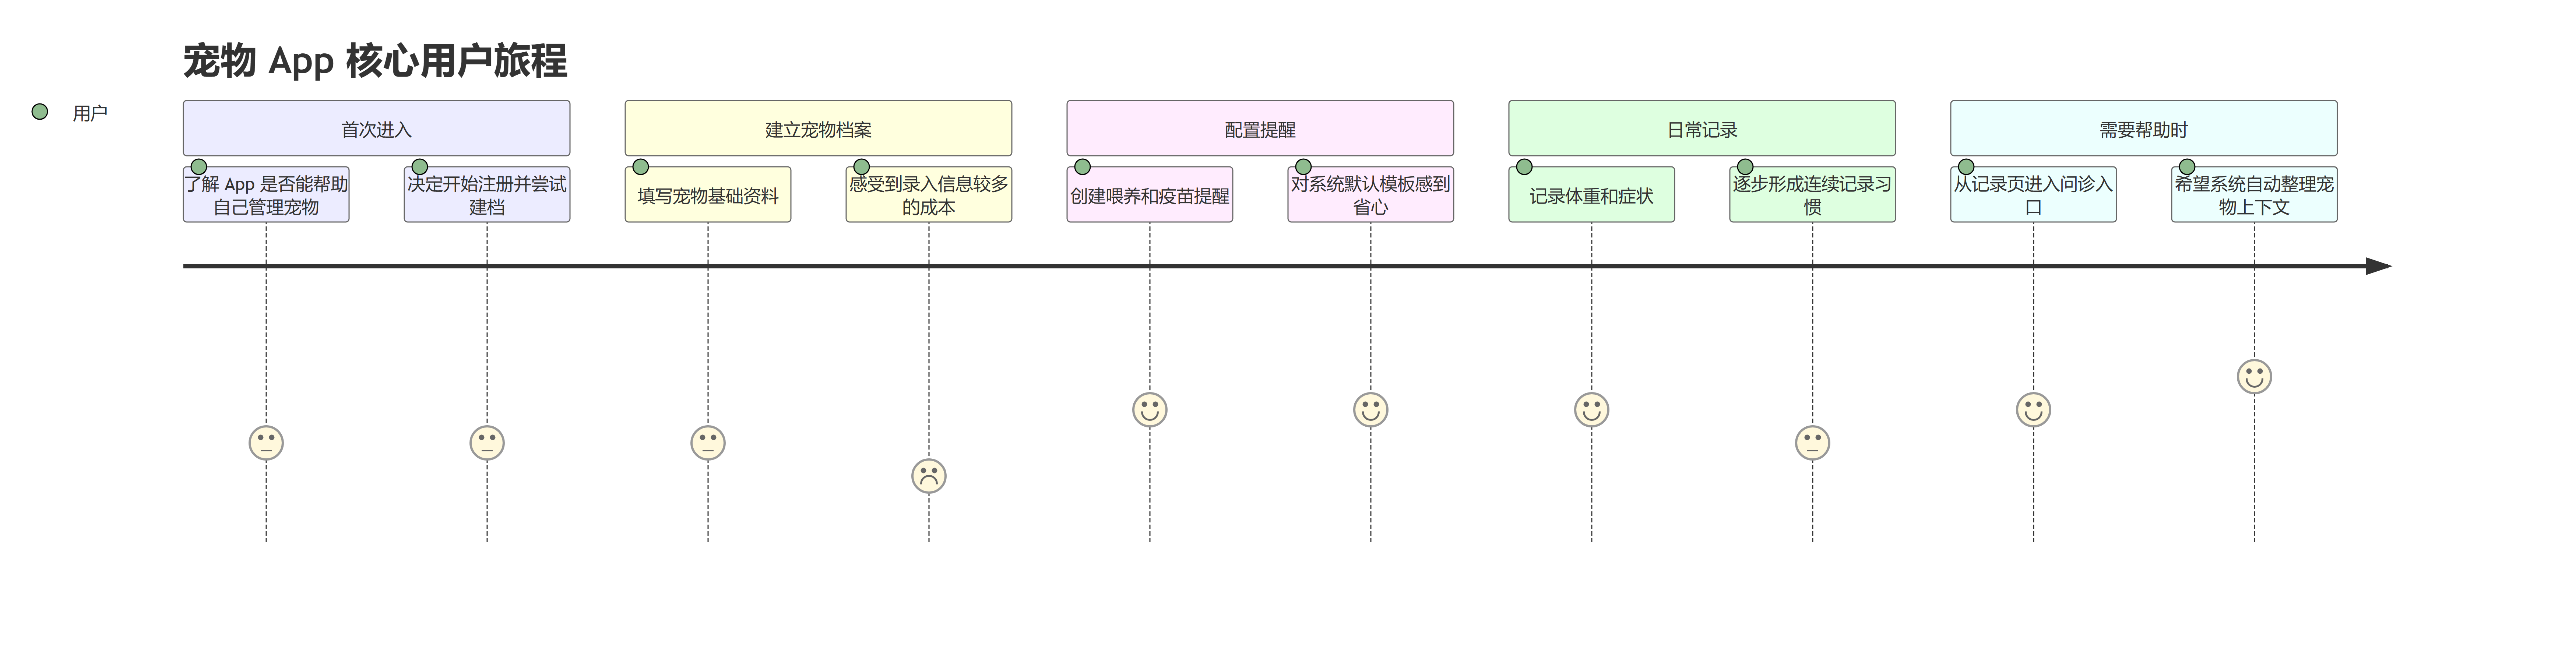 宠物 App 核心用户旅程
用户
首次进入
建立宠物档案
配置提醒
日常记录
需要帮助时
了解 App 是否能帮助
自己管理宠物
决定开始注册并尝试
建档
填写宠物基础资料
感受到录入信息较多
的成本
创建喂养和疫苗提醒
对系统默认模板感到
省心
记录体重和症状
逐步形成连续记录习
惯
从记录页进入问诊入
口
希望系统自动整理宠
物上下文